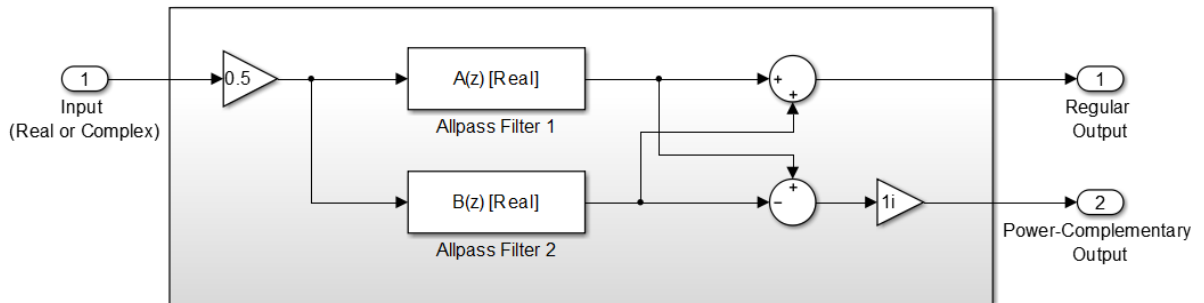 1
Input
(Real or Complex)
0.5
A(z) [Real]
Allpass Filter 1
+
+
1
Regular
Output
B(z) [Real]
Allpass Filter 2
+
−
1i
2
Power-Complementary
Output